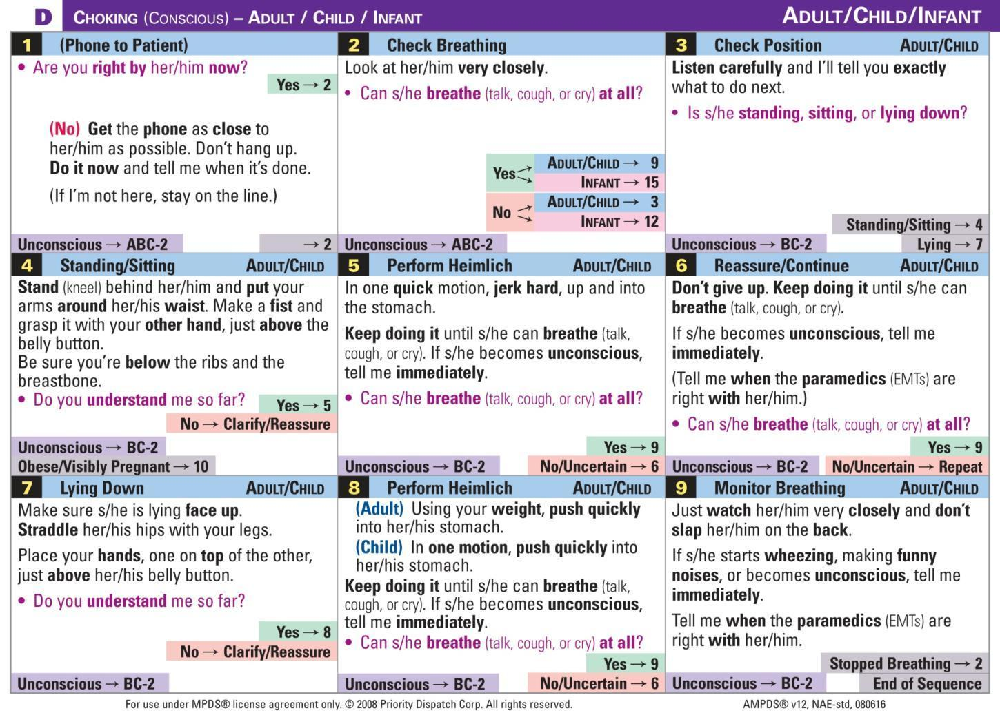 D CHOKING (CONSCIOUS) – ADULT / CHILD / INFANT ADULT/CHILD/INFANT
1 (Phone to Patient)
• Are you right by her/him now?
Yes → 2
(No) Get the phone as close to
her/him as possible. Don't hang up.
Do it now and tell me when it's done.
(If I'm not here, stay on the line.)
Unconscious → ABC-2 → 2
2 Check Breathing
Look at her/him very closely.
• Can s/he breathe (talk, cough, or cry) at all?
Yes ADULT/CHILD → 9
INFANT → 15
No ADULT/CHILD → 3
INFANT → 12
Unconscious → ABC-2
3 Check Position ADULT/CHILD
Listen carefully and I'll tell you exactly
what to do next.
• Is s/he standing, sitting, or lying down?
Standing/Sitting → 4
Unconscious → BC-2 Lying → 7
4 Standing/Sitting ADULT/CHILD
Stand (kneel) behind her/him and put your
arms around her/his waist. Make a fist and
grasp it with your other hand, just above the
belly button.
Be sure you're below the ribs and the
breastbone.
• Do you understand me so far? Yes → 5
No → Clarify/Reassure
Unconscious → BC-2
Obese/Visibly Pregnant → 10
5 Perform Heimlich ADULT/CHILD
In one quick motion, jerk hard, up and into
the stomach.
Keep doing it until s/he can breathe (talk,
cough, or cry). If s/he becomes unconscious,
tell me immediately.
• Can s/he breathe (talk, cough, or cry) at all?
Yes → 9
Unconscious → BC-2 No/Uncertain → 6
6 Reassure/Continue ADULT/CHILD
Don't give up. Keep doing it until s/he can
breathe (talk, cough, or cry).
If s/he becomes unconscious, tell me
immediately.
(Tell me when the paramedics (EMTs) are
right with her/him.)
• Can s/he breathe (talk, cough, or cry) at all?
Yes → 9
Unconscious → BC-2 No/Uncertain → Repeat
7 Lying Down ADULT/CHILD
Make sure s/he is lying face up.
Straddle her/his hips with your legs.
Place your hands, one on top of the other,
just above her/his belly button.
• Do you understand me so far?
Yes → 8
No → Clarify/Reassure
Unconscious → BC-2
8 Perform Heimlich ADULT/CHILD
(Adult) Using your weight, push quickly
into her/his stomach.
(Child) In one motion, push quickly into
her/his stomach.
Keep doing it until s/he can breathe (talk,
cough, or cry). If s/he becomes unconscious,
tell me immediately.
• Can s/he breathe (talk, cough, or cry) at all?
Yes → 9
Unconscious → BC-2 No/Uncertain → 6
9 Monitor Breathing ADULT/CHILD
Just watch her/him very closely and don't
slap her/him on the back.
If s/he starts wheezing, making funny
noises, or becomes unconscious, tell me
immediately.
Tell me when the paramedics (EMTs) are
right with her/him.
Stopped Breathing → 2
Unconscious → BC-2 End of Sequence
For use under MPDS® license agreement only. © 2008 Priority Dispatch Corp. All rights reserved. AMPDS® v12, NAE-std, 080616